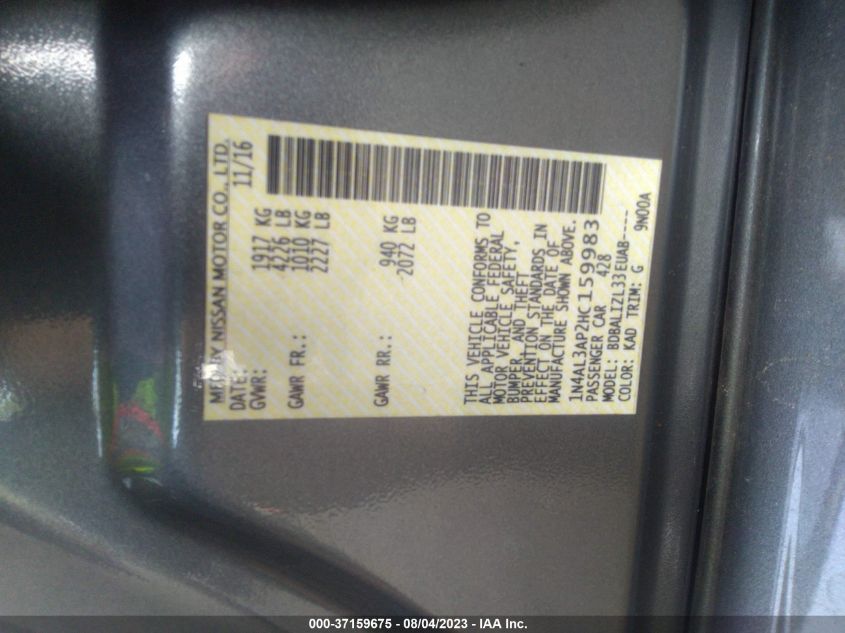 MFD BY NISSAN MOTOR CO., LTD.
DATE: 11/16
GVWR: 1917 KG
4226 LB
GAWR FR.: 1010 KG
2227 LB
GAWR RR.: 940 KG
2072 LB
THIS VEHICLE CONFORMS TO
ALL APPLICABLE FEDERAL
MOTOR VEHICLE SAFETY,
BUMPER, AND THEFT
PREVENTION STANDARDS IN
EFFECT ON THE DATE OF
MANUFACTURE SHOWN ABOVE.
1N4AL3AP2HC159983
PASSENGER CAR 428
MODEL: BDBALIZL33EUAB----
COLOR: KAD TRIM: G 9N00A
000-37159675 - 08/04/2023 - IAA Inc.